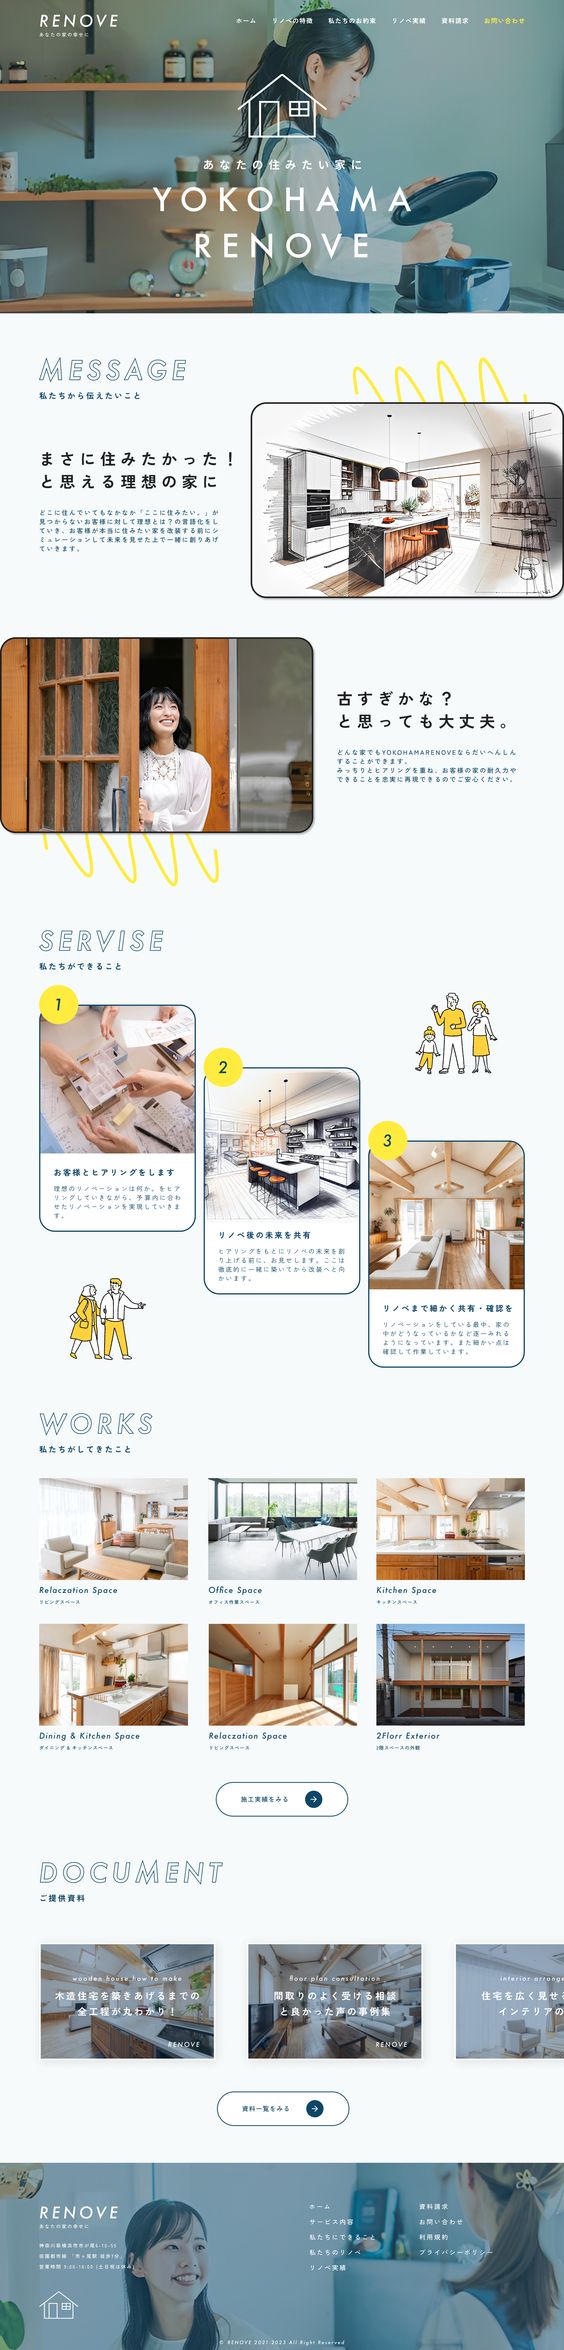 RENOVE
あなたの家の幸せに
ホーム
リノベの特徴
私たちのお約束
リノベ実績
資料請求
お問い合わせ
あなたの住みたい家に
YOKOHAMA
RENOVE
MESSAGE
私たちから伝えたいこと
まさに住みたかった！
と思える理想の家に
どこに住んでいてもなかなか「ここに住みたい。」が
見つからないお客様に対して理想とは？の言語化をし
ていき、お客様が本当に住みたい家を改装する前にシ
ミュレーションして未来を見せた上で一緒に創りあげ
ていきます。
古すぎかな？
と思っても大丈夫。
どんな家でもYOKOHAMARENOVEならだいへんしん
することができます。
みっちりとヒアリングを重ね、お客様の家の耐久力や
できることを忠実に再現できるのでご安心ください。
SERVISE
私たちができること
1
お客様とヒアリングをします
理想のリノベーションは何か。をヒア
リングしていきながら、予算内に合わ
せたリノベーションを実現していきま
す。
2
リノベ後の未来を共有
ヒアリングをもとにリノベの未来を創
り上げる前に、お見せします。ここは
徹底的に一緒に築いてから改装へと向
かいます。
3
リノベまで細かく共有・確認を
リノベーションをしている最中、家の
中がどうなっているかなど逐一みれる
ようになっています。また細かい点は
確認して作業しています。
WORKS
私たちがしてきたこと
Relaczation Space
リビングスペース
Office Space
オフィス作業スペース
Kitchen Space
キッチンスペース
Dining & Kitchen Space
ダイニング & キッチンスペース
Relaczation Space
リビングスペース
2Florr Exterior
2階スペースの外観
施工実績をみる
DOCUMENT
ご提供資料
wooden house how to make
木造住宅を築きあげるまでの
全工程が丸わかり！
RENOVE
floor plan consultation
間取りのよく受ける相談
と良かった声の事例集
RENOVE
interior arrange
住宅を広く見せ
インテリアの
資料一覧をみる
RENOVE
あなたの家の幸せに
神奈川県横浜市市が尾6-10-55
田園都市線 「市ヶ尾駅 徒歩7分」
営業時間 9:00-18:00 (土日祝は休み)
ホーム
サービス内容
私たちにできること
私たちのリノベ
リノベ実績
資料請求
お問い合わせ
利用規約
プライバシーポリシー
© RENOVE 2021-2023 All Right Reserved